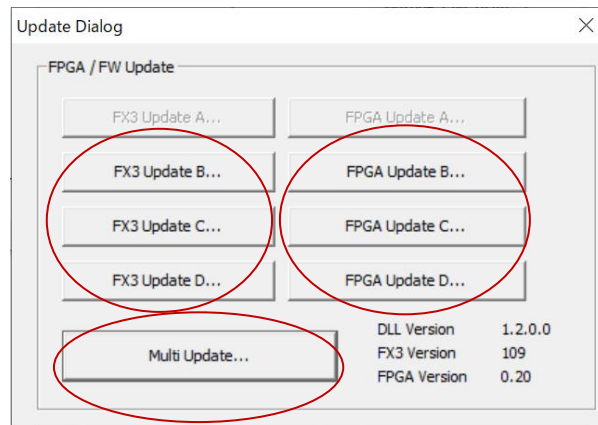 Update Dialog
FPGA / FW Update
FX3 Update A... FPGA Update A...
FX3 Update B... FPGA Update B...
FX3 Update C... FPGA Update C...
FX3 Update D... FPGA Update D...
Multi Update...
DLL Version 1.2.0.0
FX3 Version 109
FPGA Version 0.20